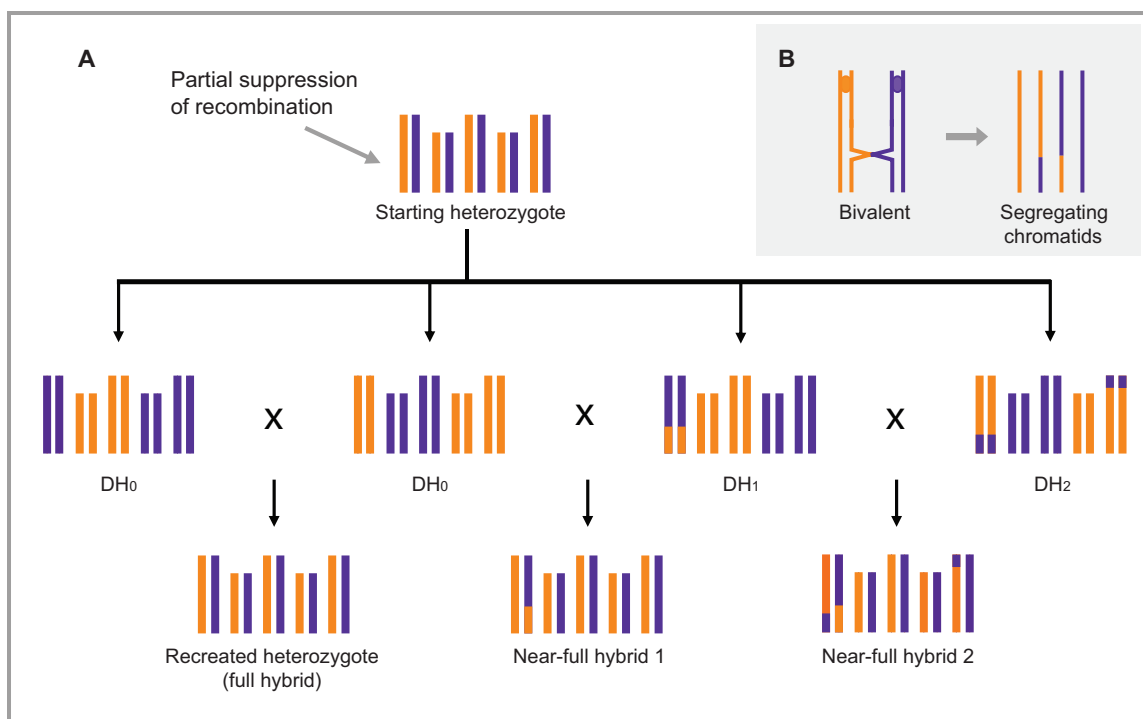 A
Partial suppression
of recombination
Starting heterozygote
B
Bivalent
Segregating
chromatids
X
X
X
DH0
DH0
DH1
DH2
Recreated heterozygote
(full hybrid)
Near-full hybrid 1
Near-full hybrid 2